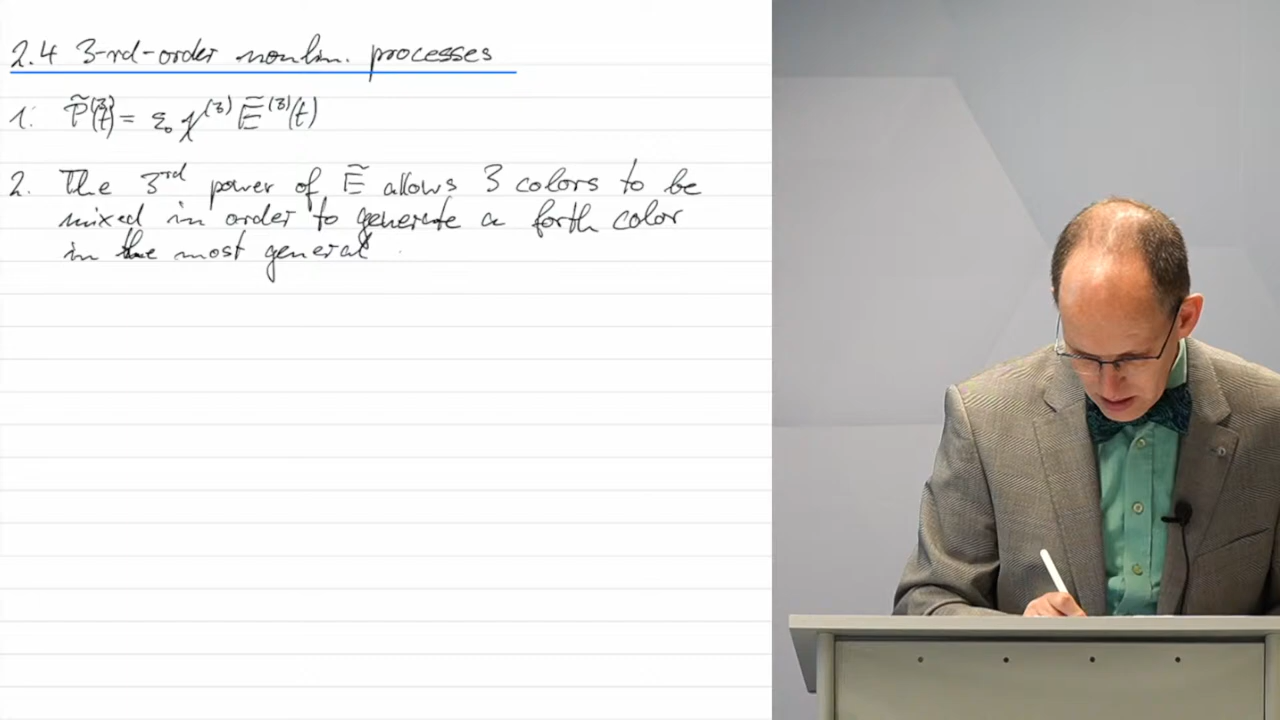 2.4 3-rd-order nonlin. processes
1. P̃⁽³⁾(t) = ε₀ χ⁽³⁾ Ẽ⁽³⁾(t)
2. The 3rd power of Ẽ allows 3 colors to be
mixed in order to generate a forth color
in the most general